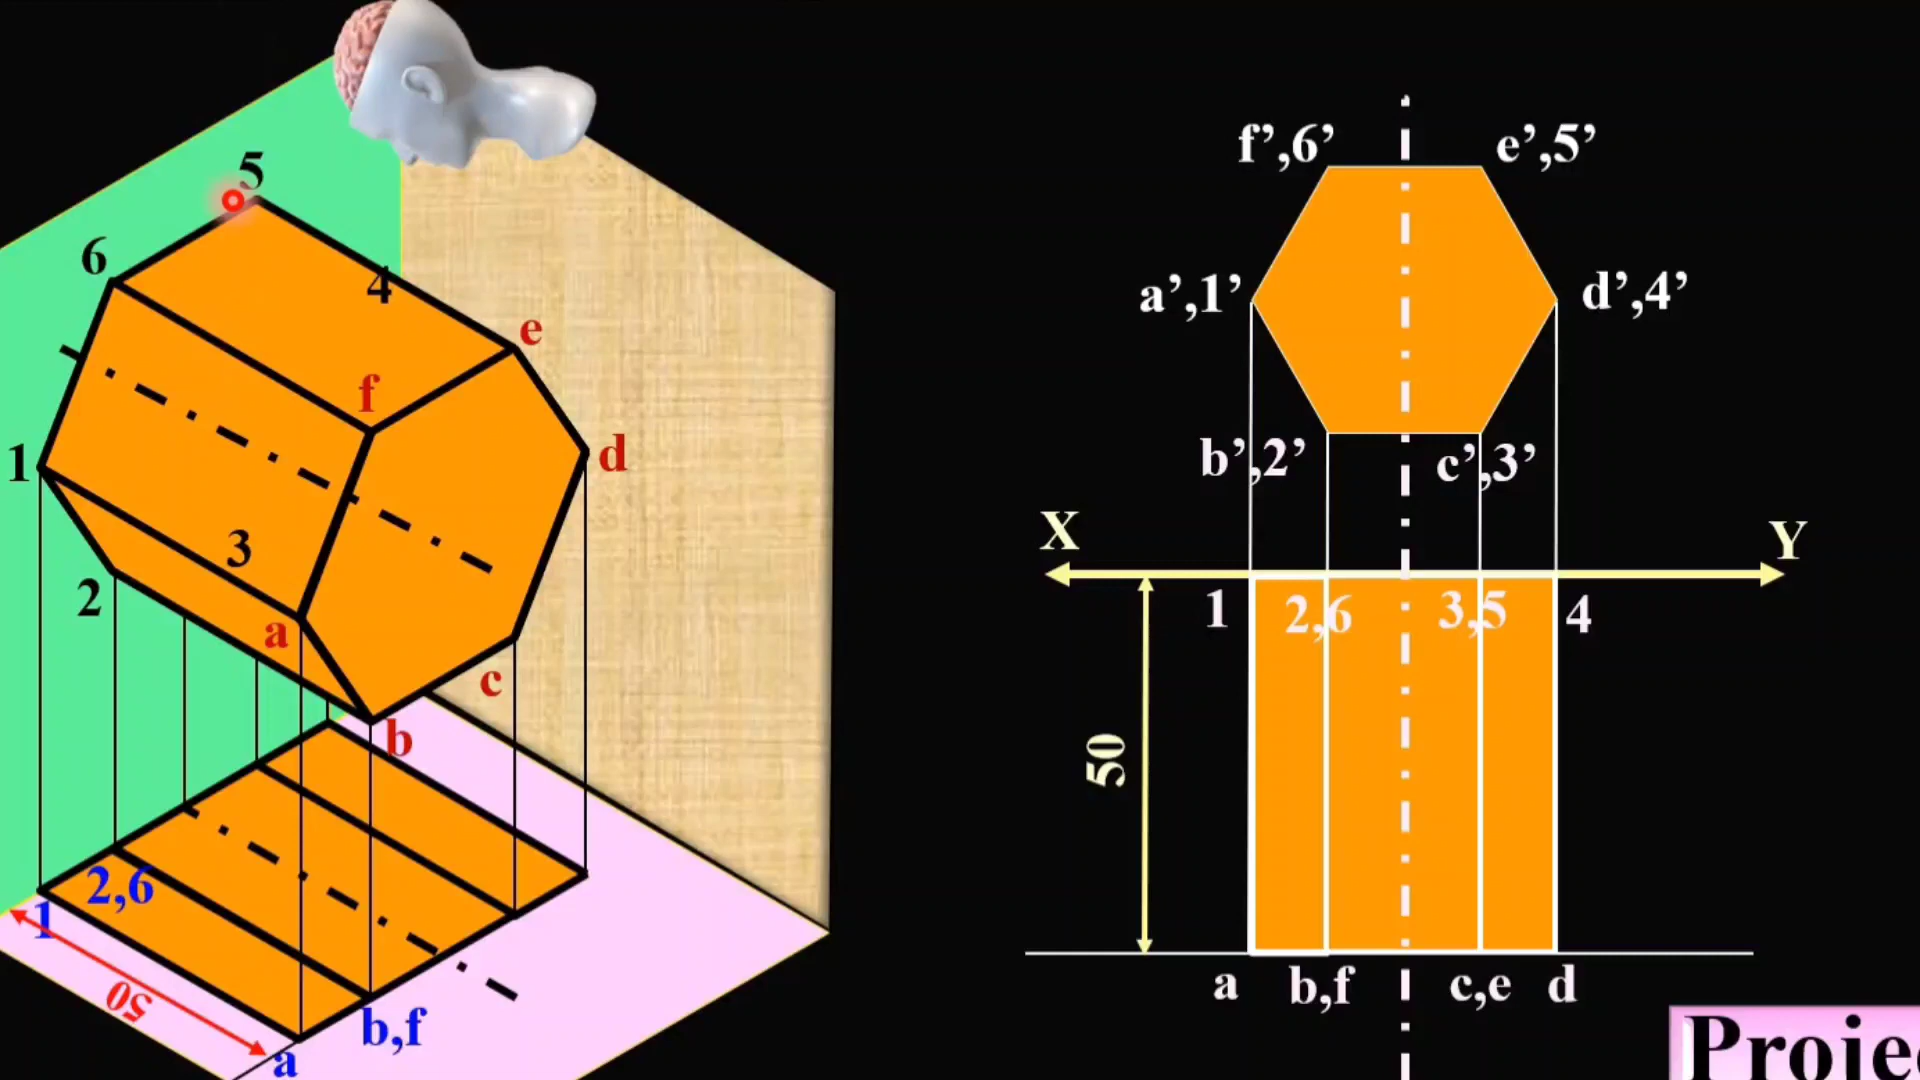 5
6
4
e
f
d
1
3
2
a
c
b
2,6
1
50
b,f
a
f’,6’ e’,5’
a’,1’ d’,4’
b’,2’ c’,3’
X Y
1 2,6 3,5 4
50
a b,f c,e d